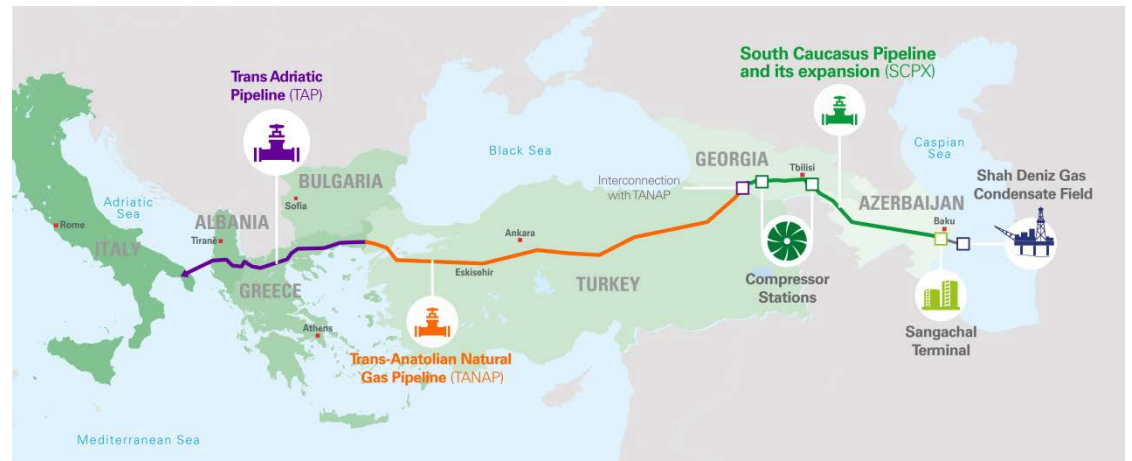 South Caucasus Pipeline
and its expansion (SCPX)
Trans Adriatic
Pipeline (TAP)
Black Sea
Caspian
Sea
GEORGIA
Tbilisi
Shah Deniz Gas
Condensate Field
BULGARIA
Interconnection
with TANAP
Adriatic
Sea
ALBANIA
Sofia
AZERBAIJAN
Baku
Rome
ITALY
Tiranë
Ankara
Eskisehir
GREECE
TURKEY
Compressor
Stations
Athens
Sangachal
Terminal
Trans-Anatolian Natural
Gas Pipeline (TANAP)
Mediterranean Sea